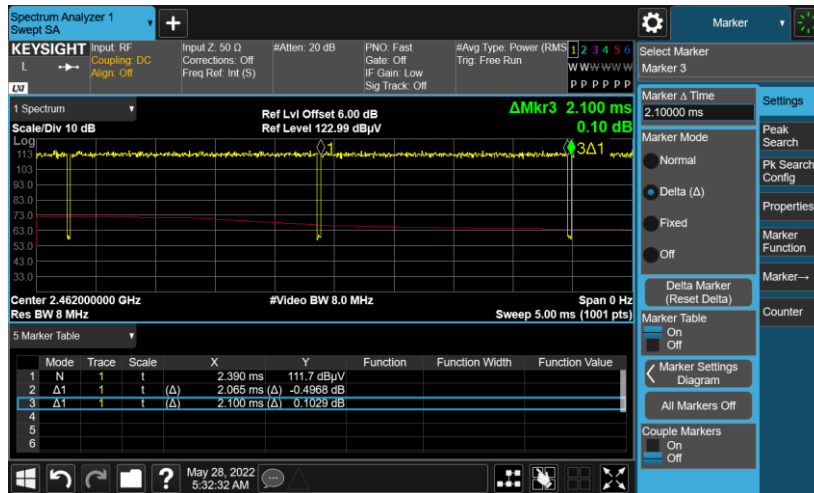 Spectrum Analyzer 1
Swept SA
Marker
KEYSIGHT
L
LXI
Input: RF
Coupling: DC
Align: Off
Input Z: 50 Ω
Corrections: Off
Freq Ref: Int (S)
#Atten: 20 dB
PNO: Fast
Gate: Off
IF Gain: Low
Sig Track: Off
#Avg Type: Power (RMS
Trig: Free Run
1 2 3 4 5 6
W W W W W W
P P P P P P
Select Marker
Marker 3
1 Spectrum
Scale/Div 10 dB
Log
Ref Lvl Offset 6.00 dB
Ref Level 122.99 dBµV
ΔMkr3 2.100 ms
0.10 dB
113
103
93.0
83.0
73.0
63.0
53.0
43.0
33.0
1
3Δ1
Center 2.462000000 GHz
Res BW 8 MHz
#Video BW 8.0 MHz
Span 0 Hz
Sweep 5.00 ms (1001 pts)
5 Marker Table
Mode Trace Scale X Y Function Function Width Function Value
1 N 1 t 2.390 ms 111.7 dBµV
2 Δ1 1 t (Δ) 2.065 ms (Δ) -0.4968 dB
3 Δ1 1 t (Δ) 2.100 ms (Δ) 0.1029 dB
4
5
6
May 28, 2022
5:32:32 AM
?
Marker Δ Time
2.10000 ms
Marker Mode
Normal
Delta (Δ)
Fixed
Off
Delta Marker
(Reset Delta)
Marker Table
On
Off
Marker Settings
Diagram
All Markers Off
Couple Markers
On
Off
Settings
Peak
Search
Pk Search
Config
Properties
Marker
Function
Marker→
Counter